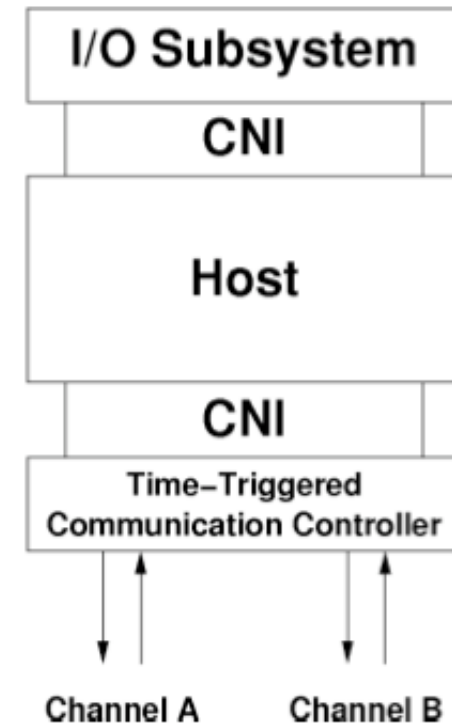 I/O Subsystem
CNI
Host
CNI
Time–Triggered
Communication Controller
Channel A Channel B